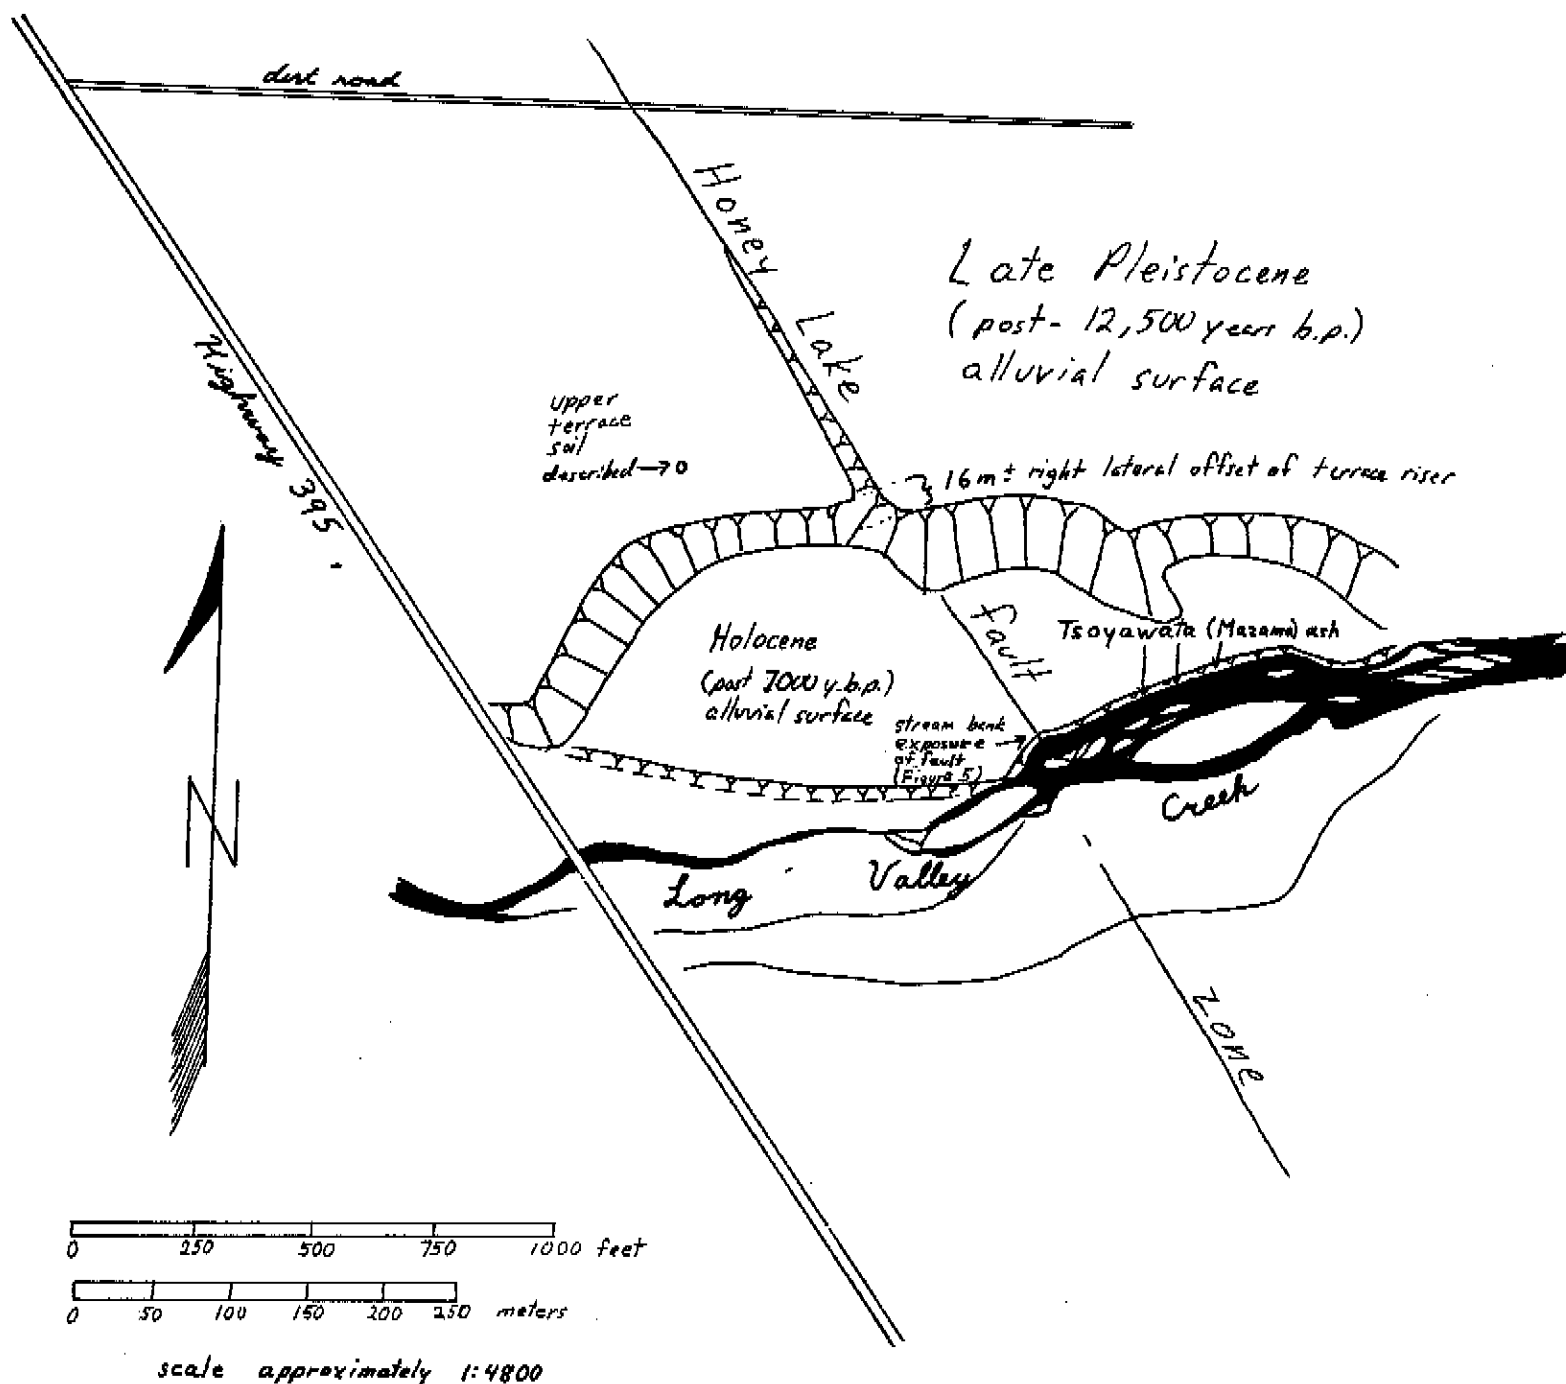 dirt road
Honey
Lake
Late Pleistocene
(post- 12,500 years b.p.)
alluvial surface
Highway 395
upper
terrace
soil
described→o
16 m± right lateral offset of terrace riser
fault
Tsoyawata (Mazama) ash
Holocene
(post 7000 y.b.p.)
alluvial surface
stream bank
exposure
of fault
(Figure 5)
N
Long
Valley
Creek
zone
0 250 500 750 1000 feet
0 50 100 150 200 250 meters
scale approximately 1:4800